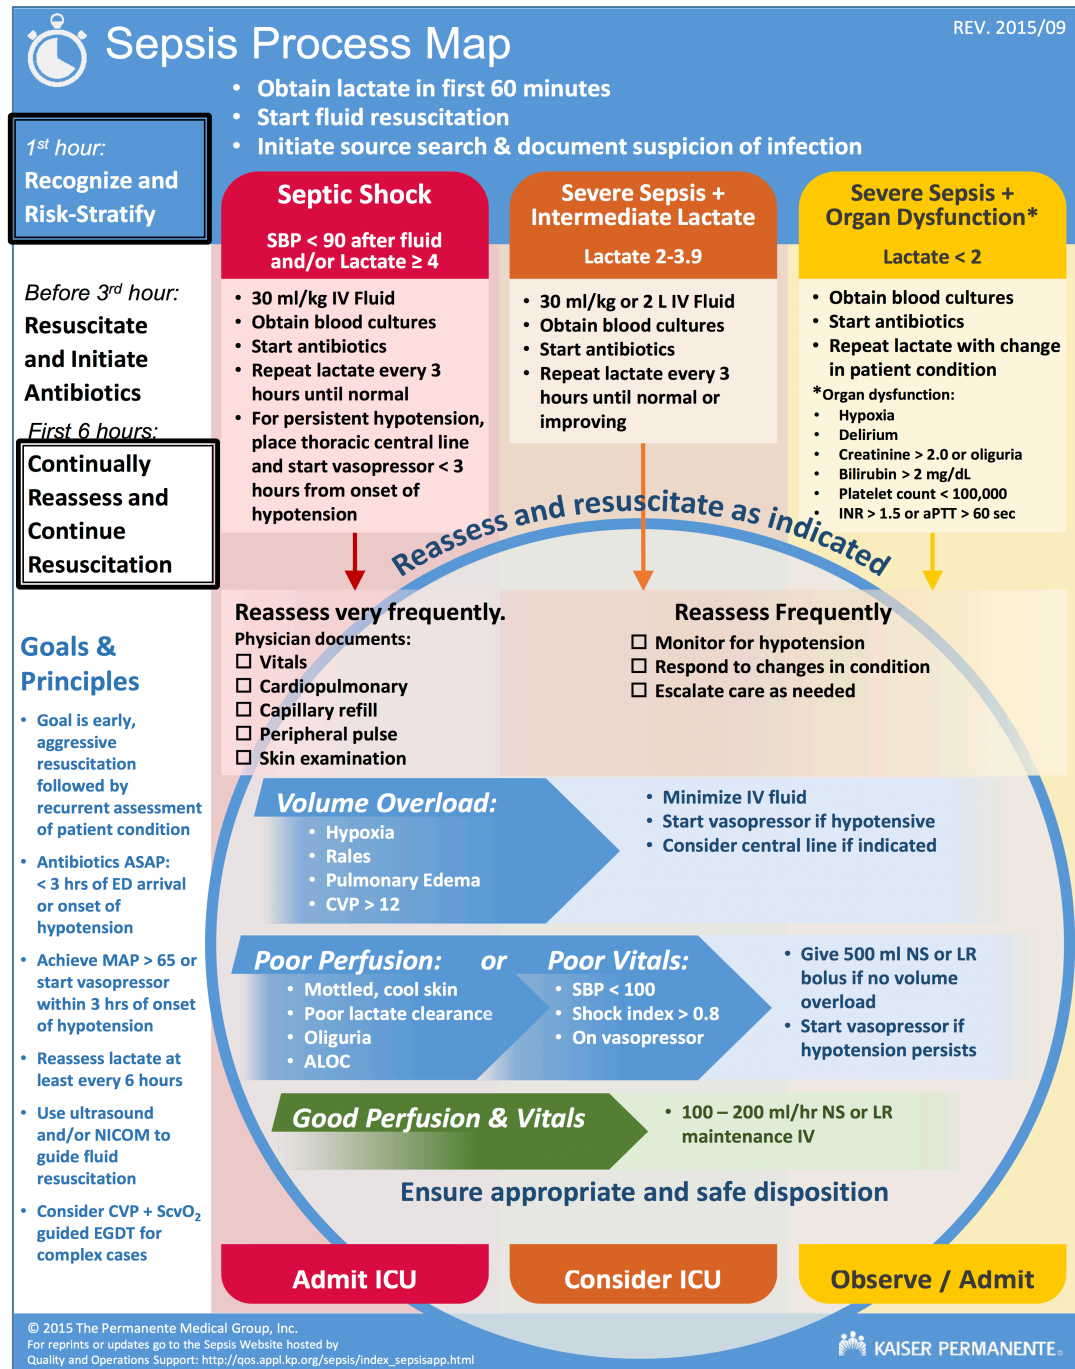 Sepsis Process Map
REV. 2015/09
• Obtain lactate in first 60 minutes
• Start fluid resuscitation
• Initiate source search & document suspicion of infection
1st hour:
Recognize and
Risk-Stratify
Before 3rd hour:
Resuscitate
and Initiate
Antibiotics
First 6 hours:
Continually
Reassess and
Continue
Resuscitation
Septic Shock
SBP < 90 after fluid
and/or Lactate ≥ 4
• 30 ml/kg IV Fluid
• Obtain blood cultures
• Start antibiotics
• Repeat lactate every 3
hours until normal
• For persistent hypotension,
place thoracic central line
and start vasopressor < 3
hours from onset of
hypotension
Severe Sepsis +
Intermediate Lactate
Lactate 2-3.9
• 30 ml/kg or 2 L IV Fluid
• Obtain blood cultures
• Start antibiotics
• Repeat lactate every 3
hours until normal or
improving
Severe Sepsis +
Organ Dysfunction*
Lactate < 2
• Obtain blood cultures
• Start antibiotics
• Repeat lactate with change
in patient condition
*Organ dysfunction:
• Hypoxia
• Delirium
• Creatinine > 2.0 or oliguria
• Bilirubin > 2 mg/dL
• Platelet count < 100,000
• INR > 1.5 or aPTT > 60 sec
Reassess and resuscitate as indicated
Reassess very frequently.
Physician documents:
☐ Vitals
☐ Cardiopulmonary
☐ Capillary refill
☐ Peripheral pulse
☐ Skin examination
Reassess Frequently
☐ Monitor for hypotension
☐ Respond to changes in condition
☐ Escalate care as needed
Goals &
Principles
• Goal is early,
aggressive
resuscitation
followed by
recurrent assessment
of patient condition
• Antibiotics ASAP:
< 3 hrs of ED arrival
or onset of
hypotension
• Achieve MAP > 65 or
start vasopressor
within 3 hrs of onset
of hypotension
• Reassess lactate at
least every 6 hours
• Use ultrasound
and/or NICOM to
guide fluid
resuscitation
• Consider CVP + ScvO2
guided EGDT for
complex cases
Volume Overload:
• Hypoxia
• Rales
• Pulmonary Edema
• CVP > 12
• Minimize IV fluid
• Start vasopressor if hypotensive
• Consider central line if indicated
Poor Perfusion: or Poor Vitals:
• Mottled, cool skin
• Poor lactate clearance
• Oliguria
• ALOC
• SBP < 100
• Shock index > 0.8
• On vasopressor
• Give 500 ml NS or LR
bolus if no volume
overload
• Start vasopressor if
hypotension persists
Good Perfusion & Vitals
• 100 – 200 ml/hr NS or LR
maintenance IV
Ensure appropriate and safe disposition
Admit ICU
Consider ICU
Observe / Admit
© 2015 The Permanente Medical Group, Inc.
For reprints or updates go to the Sepsis Website hosted by
Quality and Operations Support: http://qos.appl.kp.org/sepsis/index_sepsisapp.html
KAISER PERMANENTE®